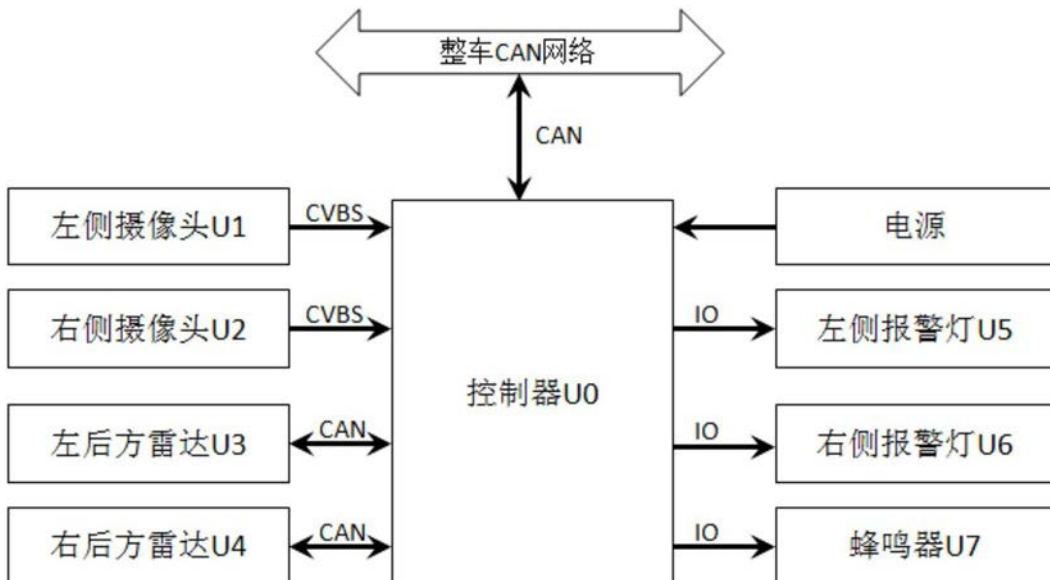 整车CAN网络
CAN
左侧摄像头U1
CVBS
电源
右侧摄像头U2
CVBS
IO
左侧报警灯U5
控制器U0
左后方雷达U3
CAN
IO
右侧报警灯U6
右后方雷达U4
CAN
IO
蜂鸣器U7